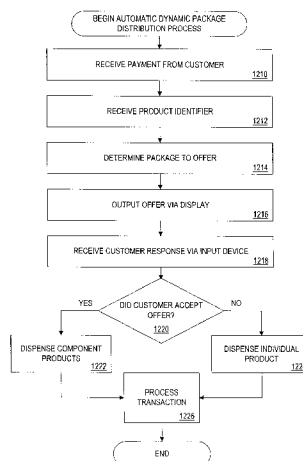 BEGIN AUTOMATIC DYNAMIC PACKAGE
DISTRIBUTION PROCESS
RECEIVE PAYMENT FROM CUSTOMER
1210
RECEIVE PRODUCT IDENTIFIER
1212
DETERMINE PACKAGE TO OFFER
1214
OUTPUT OFFER VIA DISPLAY
1216
RECEIVE CUSTOMER RESPONSE VIA INPUT DEVICE
1218
DID CUSTOMER ACCEPT
OFFER?
1220
YES
NO
DISPENSE COMPONENT
PRODUCTS
1222
DISPENSE INDIVIDUAL
PRODUCT
PROCESS
TRANSACTION
1226
END